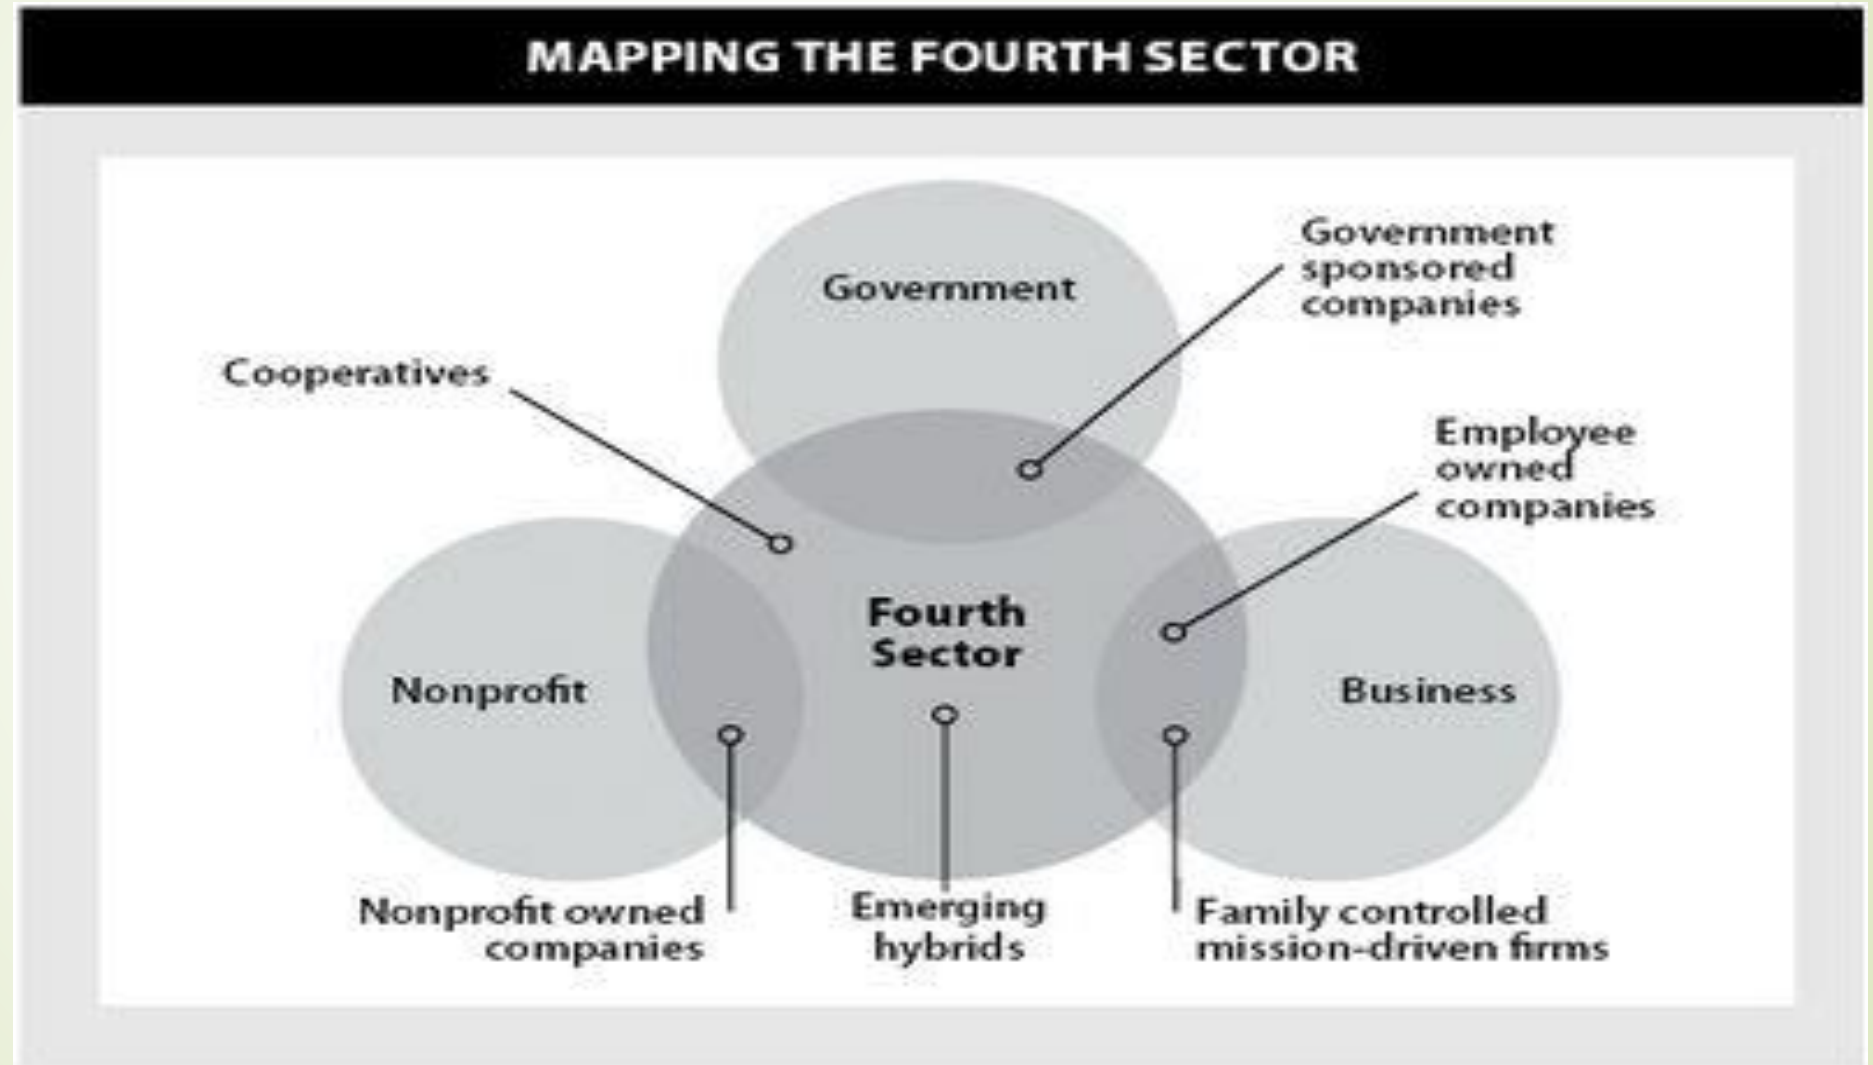 MAPPING THE FOURTH SECTOR
Government
Government
sponsored
companies
Cooperatives
Employee
owned
companies
Fourth
Sector
Nonprofit
Business
Nonprofit owned
companies
Emerging
hybrids
Family controlled
mission-driven firms